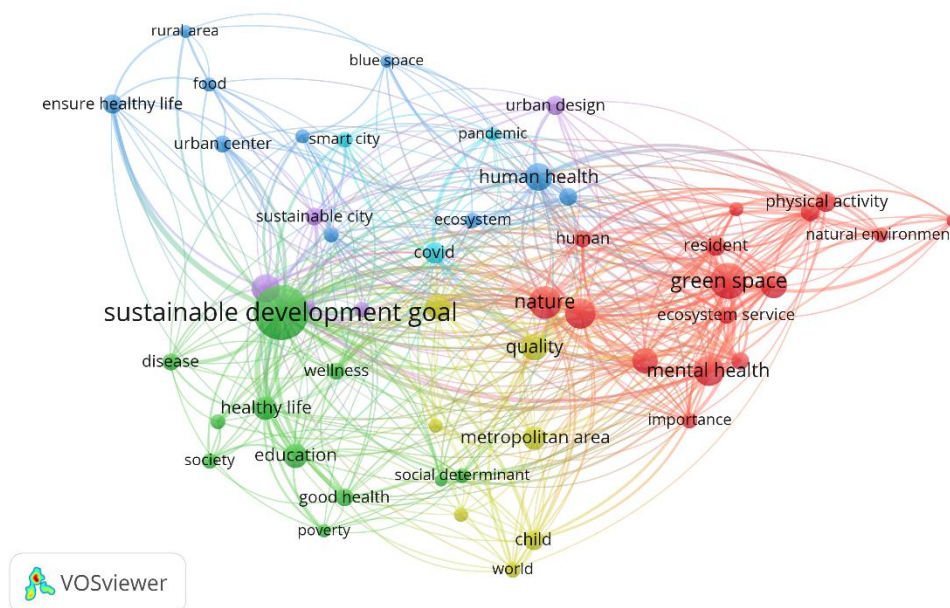 rural area
blue space
food
ensure healthy life
urban design
pandemic
smart city
urban center
human health
physical activity
sustainable city
ecosystem
human
natural environmen
resident
covid
green space
nature
sustainable development goal
ecosystem service
quality
disease
wellness
mental health
healthy life
importance
metropolitan area
education
society
social determinant
good health
poverty
child
world
VOSviewer